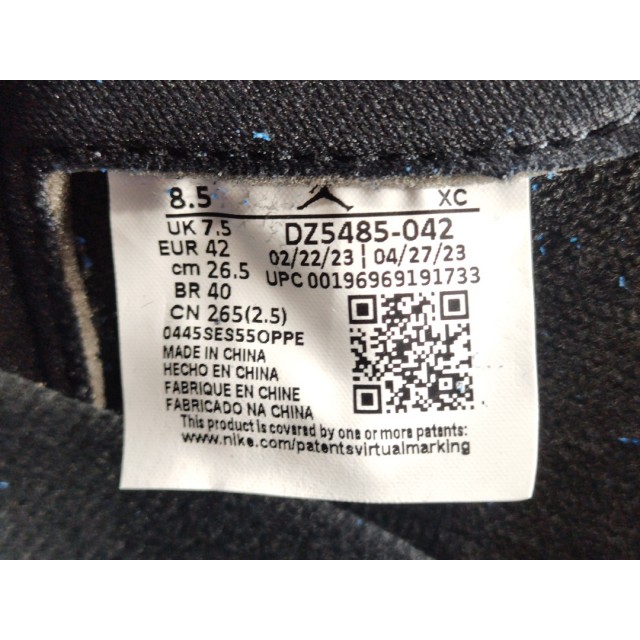 8.5 XC
UK 7.5
EUR 42
cm 26.5
BR 40
CN 265(2.5)
DZ5485-042
02/22/23 | 04/27/23
UPC 00196969191733
0445SES55OPPE
MADE IN CHINA
HECHO EN CHINA
FABRIQUE EN CHINE
FABRICADO NA CHINA
This product is covered by one or more patents:
www.nike.com/patentsvirtualmarking